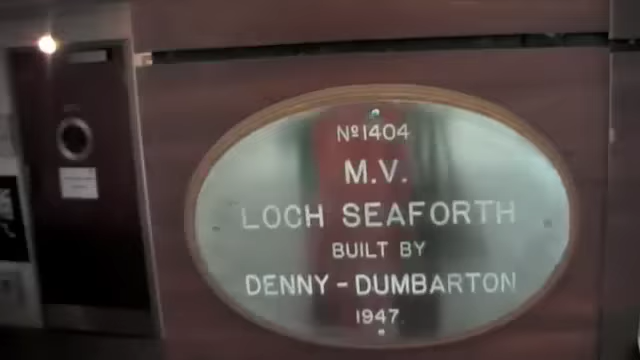 Nº1404
M.V.
LOCH SEAFORTH
BUILT BY
DENNY-DUMBARTON
1947.